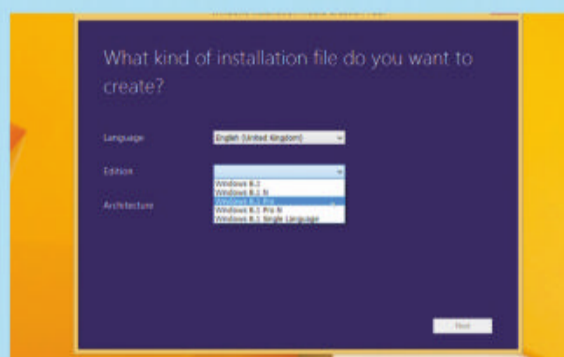 What kind of installation file do you want to
create?
Language
English (United Kingdom)
Edition
Windows 8.1
Windows 8.1 N
Windows 8.1 Pro
Windows 8.1 Pro N
Windows 8.1 Single Language
Architecture
Next